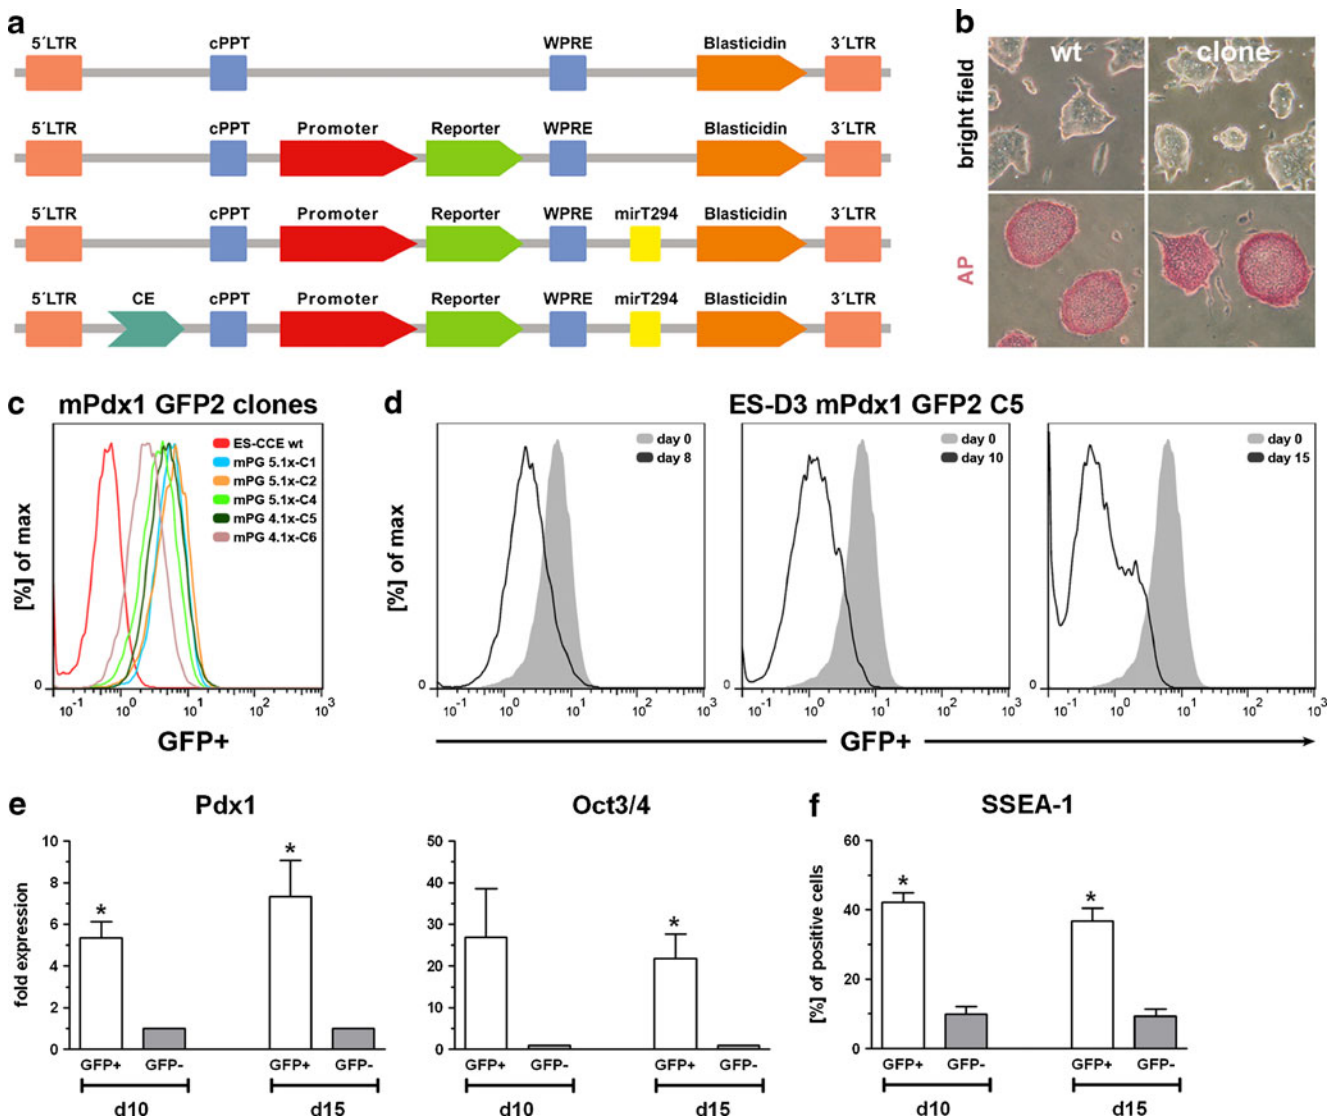 a
5´LTR cPPT WPRE Blasticidin 3´LTR
5´LTR cPPT Promoter Reporter WPRE Blasticidin 3´LTR
5´LTR cPPT Promoter Reporter WPRE mirT294 Blasticidin 3´LTR
5´LTR CE cPPT Promoter Reporter WPRE mirT294 Blasticidin 3´LTR
b
wt clone
bright field
AP
c
mPdx1 GFP2 clones
ES-CCE wt
mPG 5.1x-C1
mPG 5.1x-C2
mPG 5.1x-C4
mPG 4.1x-C5
mPG 4.1x-C6
[%] of max
0
10-1 100 101 102 103
GFP+
d
ES-D3 mPdx1 GFP2 C5
day 0
day 8
day 0
day 10
day 0
day 15
[%] of max
0 0 0
10-1 100 101 102 103
10-1 100 101 102 103
10-1 100 101 102 103
GFP+
e
Pdx1
fold expression
10
8
6
4
2
0
* *
GFP+ GFP- GFP+ GFP-
d10 d15
Oct3/4
50
40
30
20
10
0
*
GFP+ GFP- GFP+ GFP-
d10 d15
f
SSEA-1
[%] of positive cells
60
40
20
0
* *
GFP+ GFP- GFP+ GFP-
d10 d15